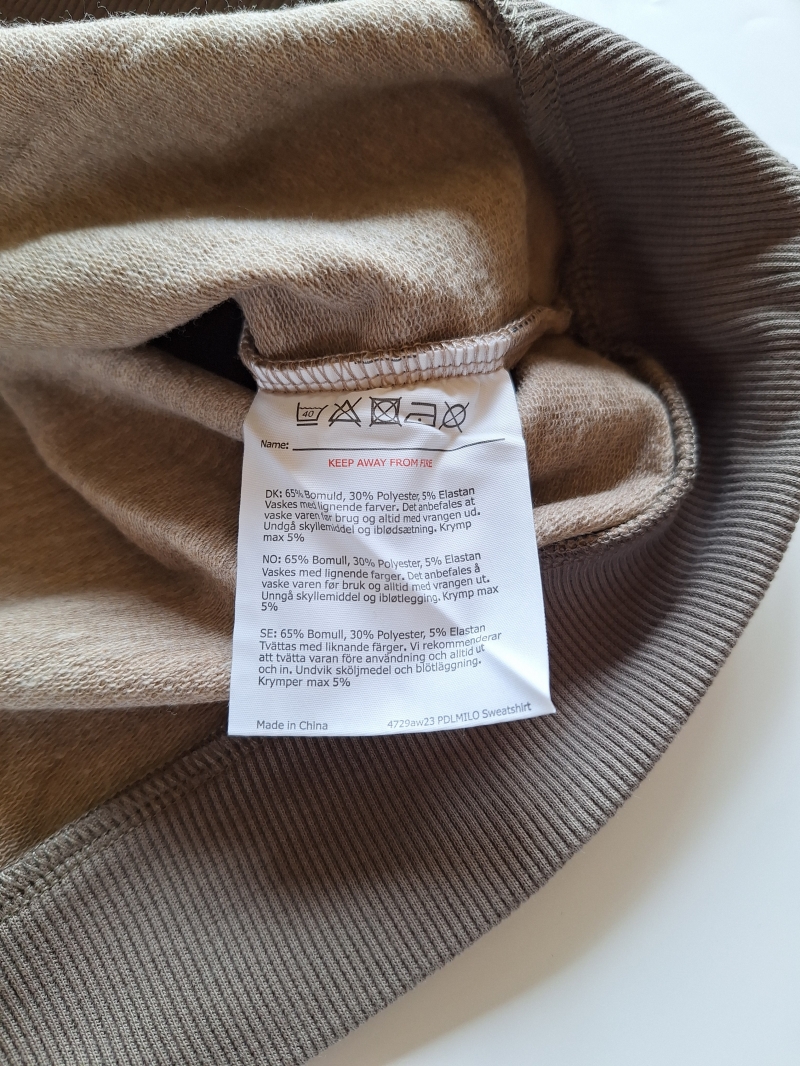 40
Name:
KEEP AWAY FROM FIRE
DK: 65% Bomuld, 30% Polyester, 5% Elastan
Vaskes med lignende farver. Det anbefales at
vaske varen før brug og altid med vrangen ud.
Undgå skyllemiddel og iblødsætning. Krymp
max 5%
NO: 65% Bomull, 30% Polyester, 5% Elastan
Vaskes med lignende farger. Det anbefales å
vaske varen før bruk og alltid med vrangen ut.
Unngå skyllemiddel og ibløtlegging. Krymp max
5%
SE: 65% Bomull, 30% Polyester, 5% Elastan
Tvättas med liknande färger. Vi rekommenderar
att tvätta varan före användning och alltid ut
och in. Undvik sköljmedel och blötläggning.
Krymper max 5%
Made in China
4729aw23 PDLMILO Sweatshirt